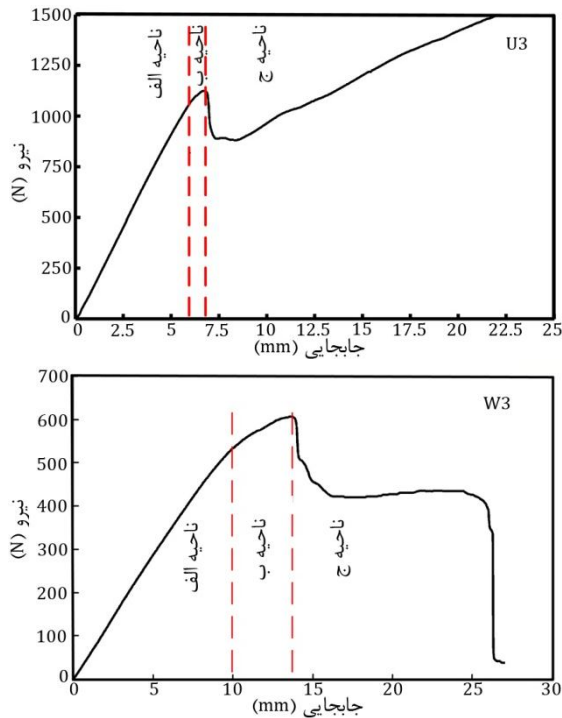 1500
1250
1000
750
500
250
0
نیرو (N)
ناحیه الف
ناحیه ب
ناحیه ج
U3
0 2.5 5 7.5 10 12.5 15 17.5 20 22.5 25
جابجایی (mm)
700
600
500
400
300
200
100
0
نیرو (N)
W3
ناحیه الف
ناحیه ب
ناحیه ج
0 5 10 15 20 25 30
جابجایی (mm)